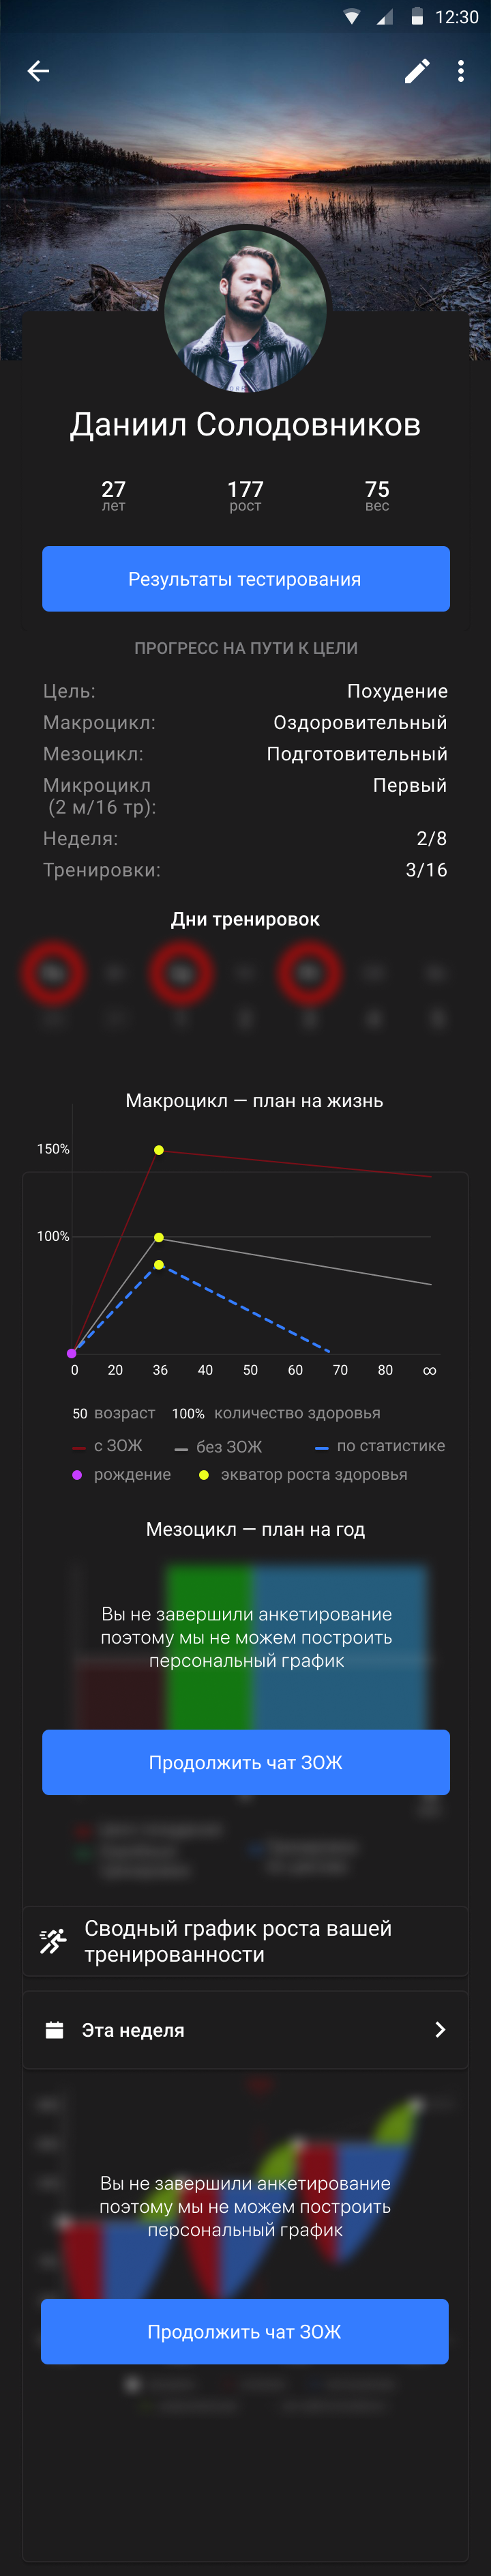 12:30
Даниил Солодовников
27 177 75
лет рост вес
Результаты тестирования
ПРОГРЕСС НА ПУТИ К ЦЕЛИ
Цель: Похудение
Макроцикл: Оздоровительный
Мезоцикл: Подготовительный
Микроцикл Первый
(2 м/16 тр):
Неделя: 2/8
Тренировки: 3/16
Дни тренировок
Макроцикл — план на жизнь
150%
100%
0 20 36 40 50 60 70 80 ∞
50 возраст 100% количество здоровья
с ЗОЖ без ЗОЖ по статистике
рождение экватор роста здоровья
Мезоцикл — план на год
Вы не завершили анкетирование
поэтому мы не можем построить
персональный график
Продолжить чат ЗОЖ
Сводный график роста вашей
тренированности
Эта неделя
Вы не завершили анкетирование
поэтому мы не можем построить
персональный график
Продолжить чат ЗОЖ